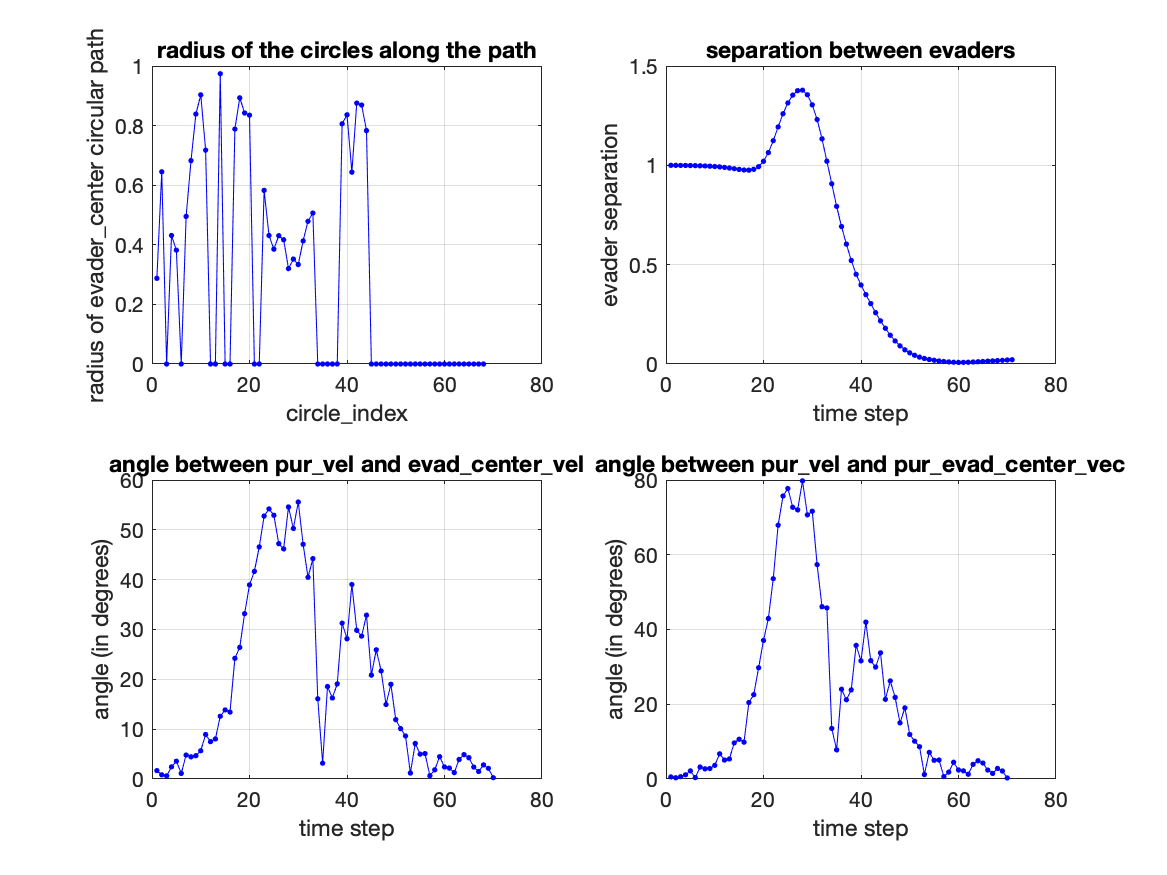 radius of the circles along the path
radius of evader_center circular path
1
0.8
0.6
0.4
0.2
0
0 20 40 60 80
circle_index
separation between evaders
evader separation
1.5
1
0.5
0
0 20 40 60 80
time step
angle between pur_vel and evad_center_vel
angle (in degrees)
60
50
40
30
20
10
0
0 20 40 60 80
time step
angle between pur_vel and pur_evad_center_vec
angle (in degrees)
80
60
40
20
0
0 20 40 60 80
time step